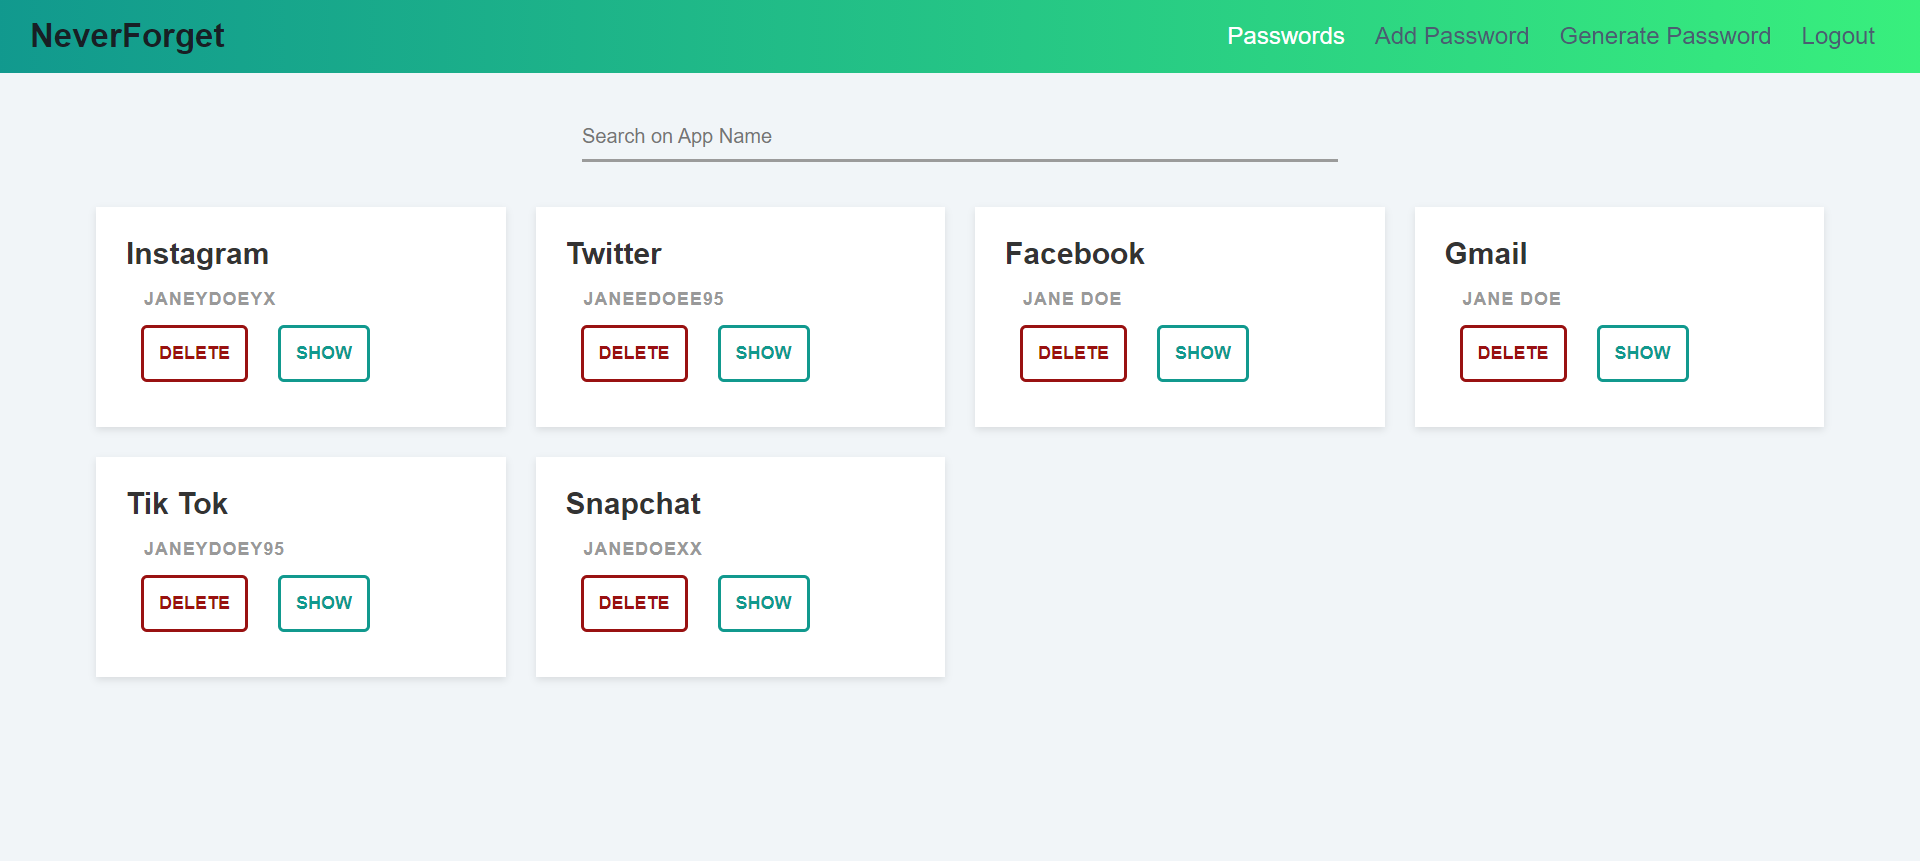 NeverForget Passwords Add Password Generate Password Logout
Search on App Name
Instagram
JANEYDOEYX
DELETE SHOW
Twitter
JANEEDOEE95
DELETE SHOW
Facebook
JANE DOE
DELETE SHOW
Gmail
JANE DOE
DELETE SHOW
Tik Tok
JANEYDOEY95
DELETE SHOW
Snapchat
JANEDOEXX
DELETE SHOW